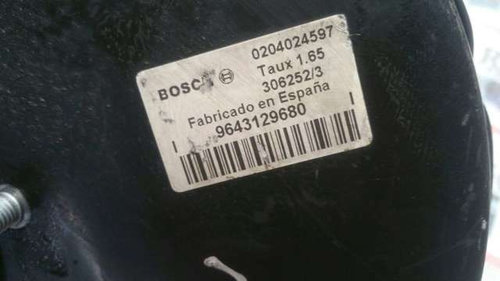 0204024597
BOSCH Taux 1.65
306252/3
Fabricado en España
9643129680